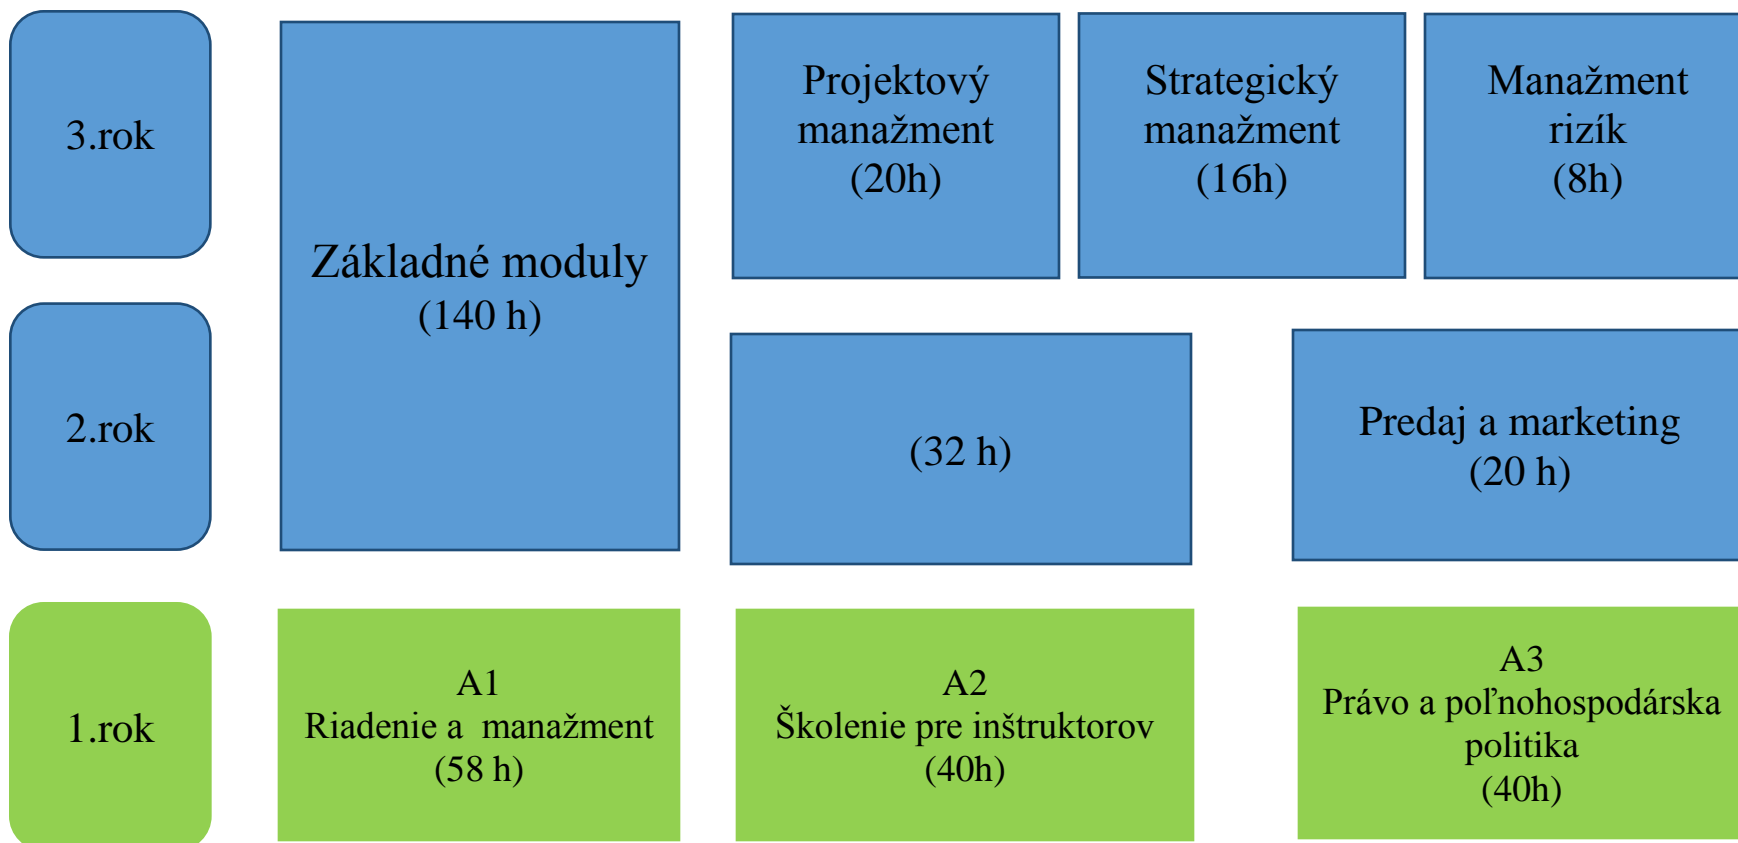 3.rok
Základné moduly
(140 h)
Projektový
manažment
(20h)
Strategický
manažment
(16h)
Manažment
rizík
(8h)
2.rok
(32 h)
Predaj a marketing
(20 h)
1.rok
A1
Riadenie a  manažment
(58 h)
A2
Školenie pre inštruktorov
(40h)
A3
Právo a poľnohospodárska
politika
(40h)